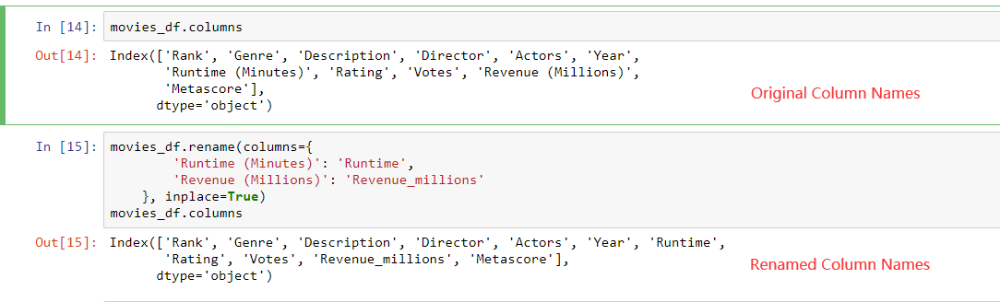 In [14]: movies_df.columns
Out[14]: Index(['Rank', 'Genre', 'Description', 'Director', 'Actors', 'Year',
'Runtime (Minutes)', 'Rating', 'Votes', 'Revenue (Millions)',
'Metascore'],
dtype='object')
Original Column Names
In [15]: movies_df.rename(columns={
'Runtime (Minutes)': 'Runtime',
'Revenue (Millions)': 'Revenue_millions'
}, inplace=True)
movies_df.columns
Out[15]: Index(['Rank', 'Genre', 'Description', 'Director', 'Actors', 'Year', 'Runtime',
'Rating', 'Votes', 'Revenue_millions', 'Metascore'],
dtype='object')
Renamed Column Names